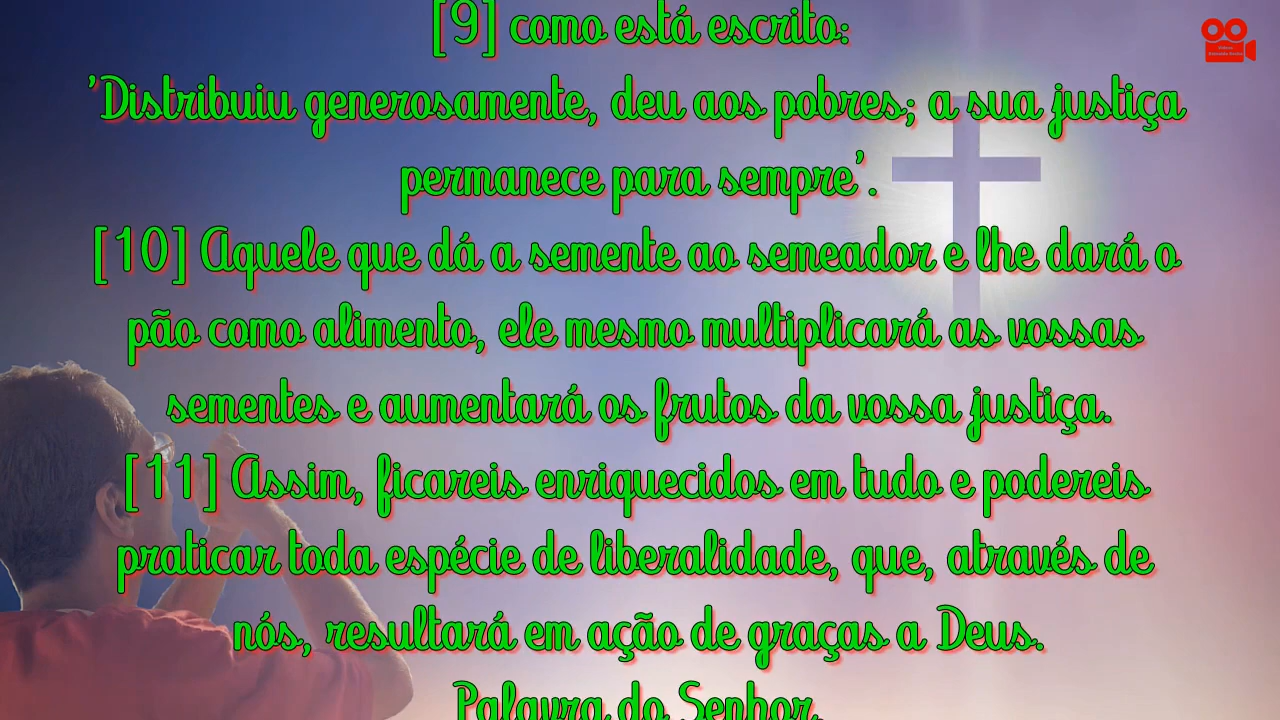 [9] como está escrito:
'Distribuiu generosamente, deu aos pobres; a sua justiça
permanece para sempre'.
[10] Aquele que dá a semente ao semeador e lhe dará o
pão como alimento, ele mesmo multiplicará as vossas
sementes e aumentará os frutos da vossa justiça.
[11] Assim, ficareis enriquecidos em tudo e podereis
praticar toda espécie de liberalidade, que, através de
nós, resultará em ação de graças a Deus.
Palavra do Senhor.